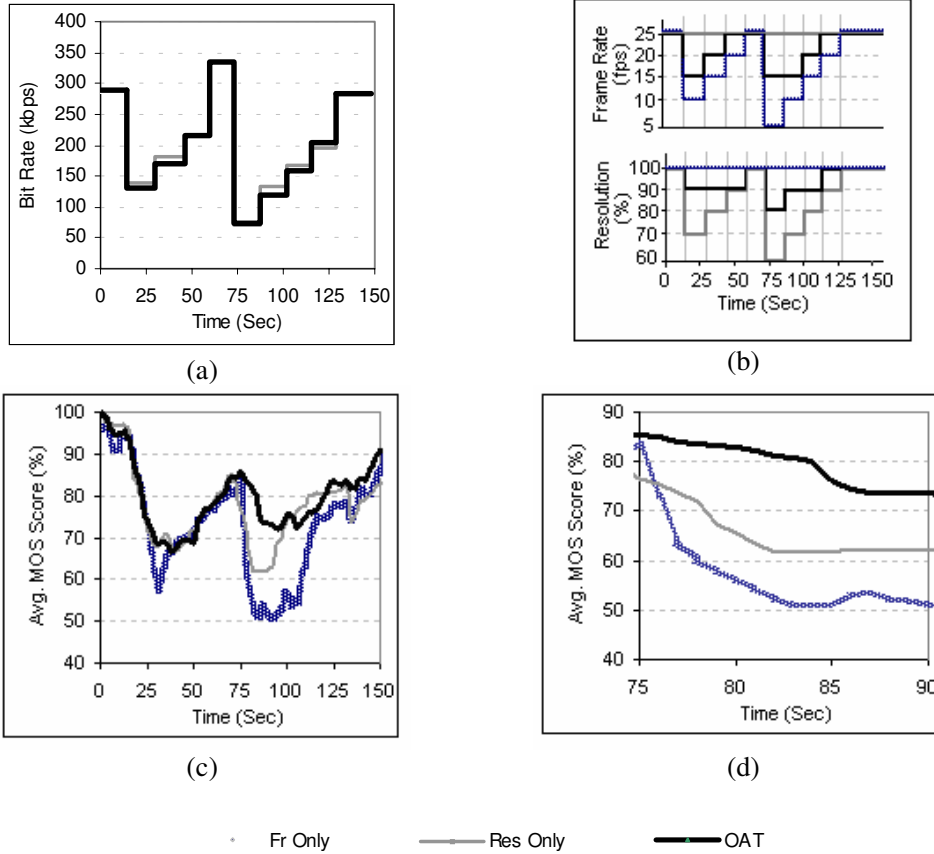 400
350
300
250
200
150
100
50
0
Bit Rate (kbps)
0 25 50 75 100 125 150
Time (Sec)
(a)
25
20
15
10
5
Frame Rate
(fps)
100
90
80
70
60
Resolution
(%)
0 25 50 75 100 125 150
Time (Sec)
(b)
100
90
80
70
60
50
40
Avg. MOS Score (%)
0 25 50 75 100 125 150
Time (Sec)
(c)
90
80
70
60
50
40
Avg. MOS Score (%)
75 80 85 90
Time (Sec)
(d)
Fr Only Res Only OAT